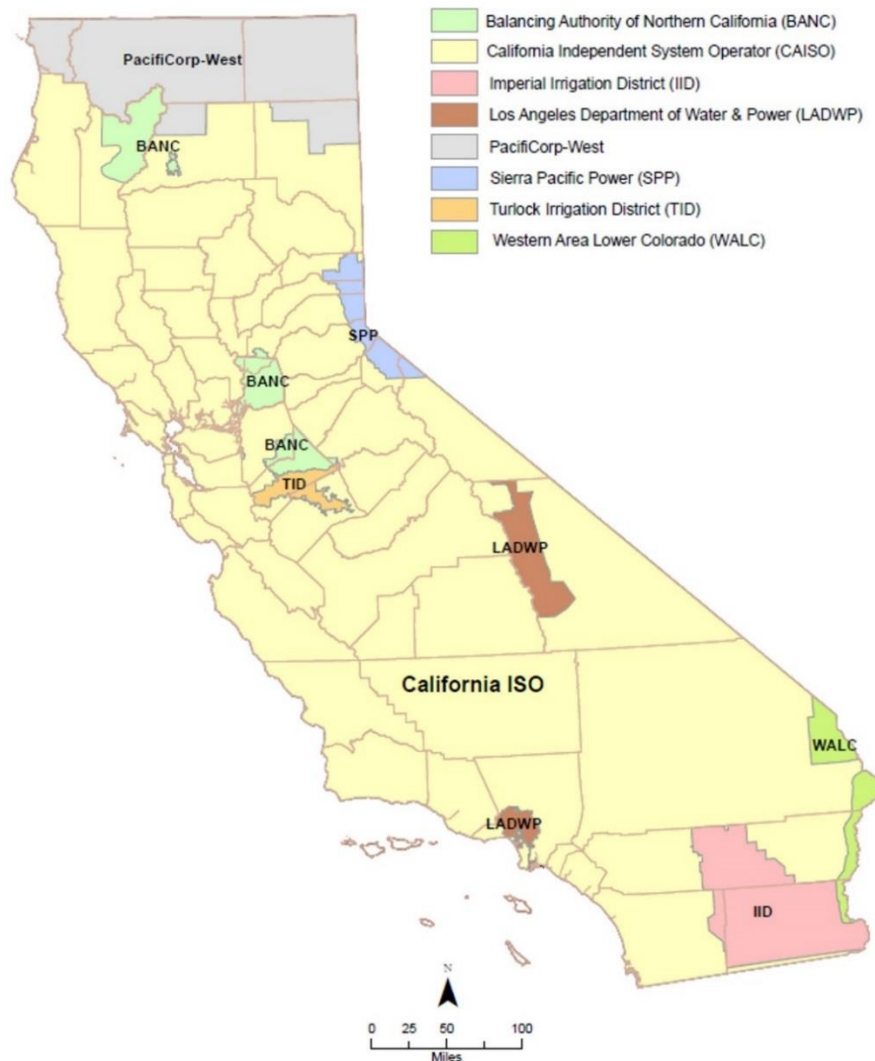 Balancing Authority of Northern California (BANC)
California Independent System Operator (CAISO)
Imperial Irrigation District (IID)
Los Angeles Department of Water & Power (LADWP)
PacifiCorp-West
Sierra Pacific Power (SPP)
Turlock Irrigation District (TID)
Western Area Lower Colorado (WALC)
PacifiCorp-West
BANC
SPP
BANC
BANC
TID
LADWP
California ISO
WALC
LADWP
IID
N
0 25 50 100
Miles